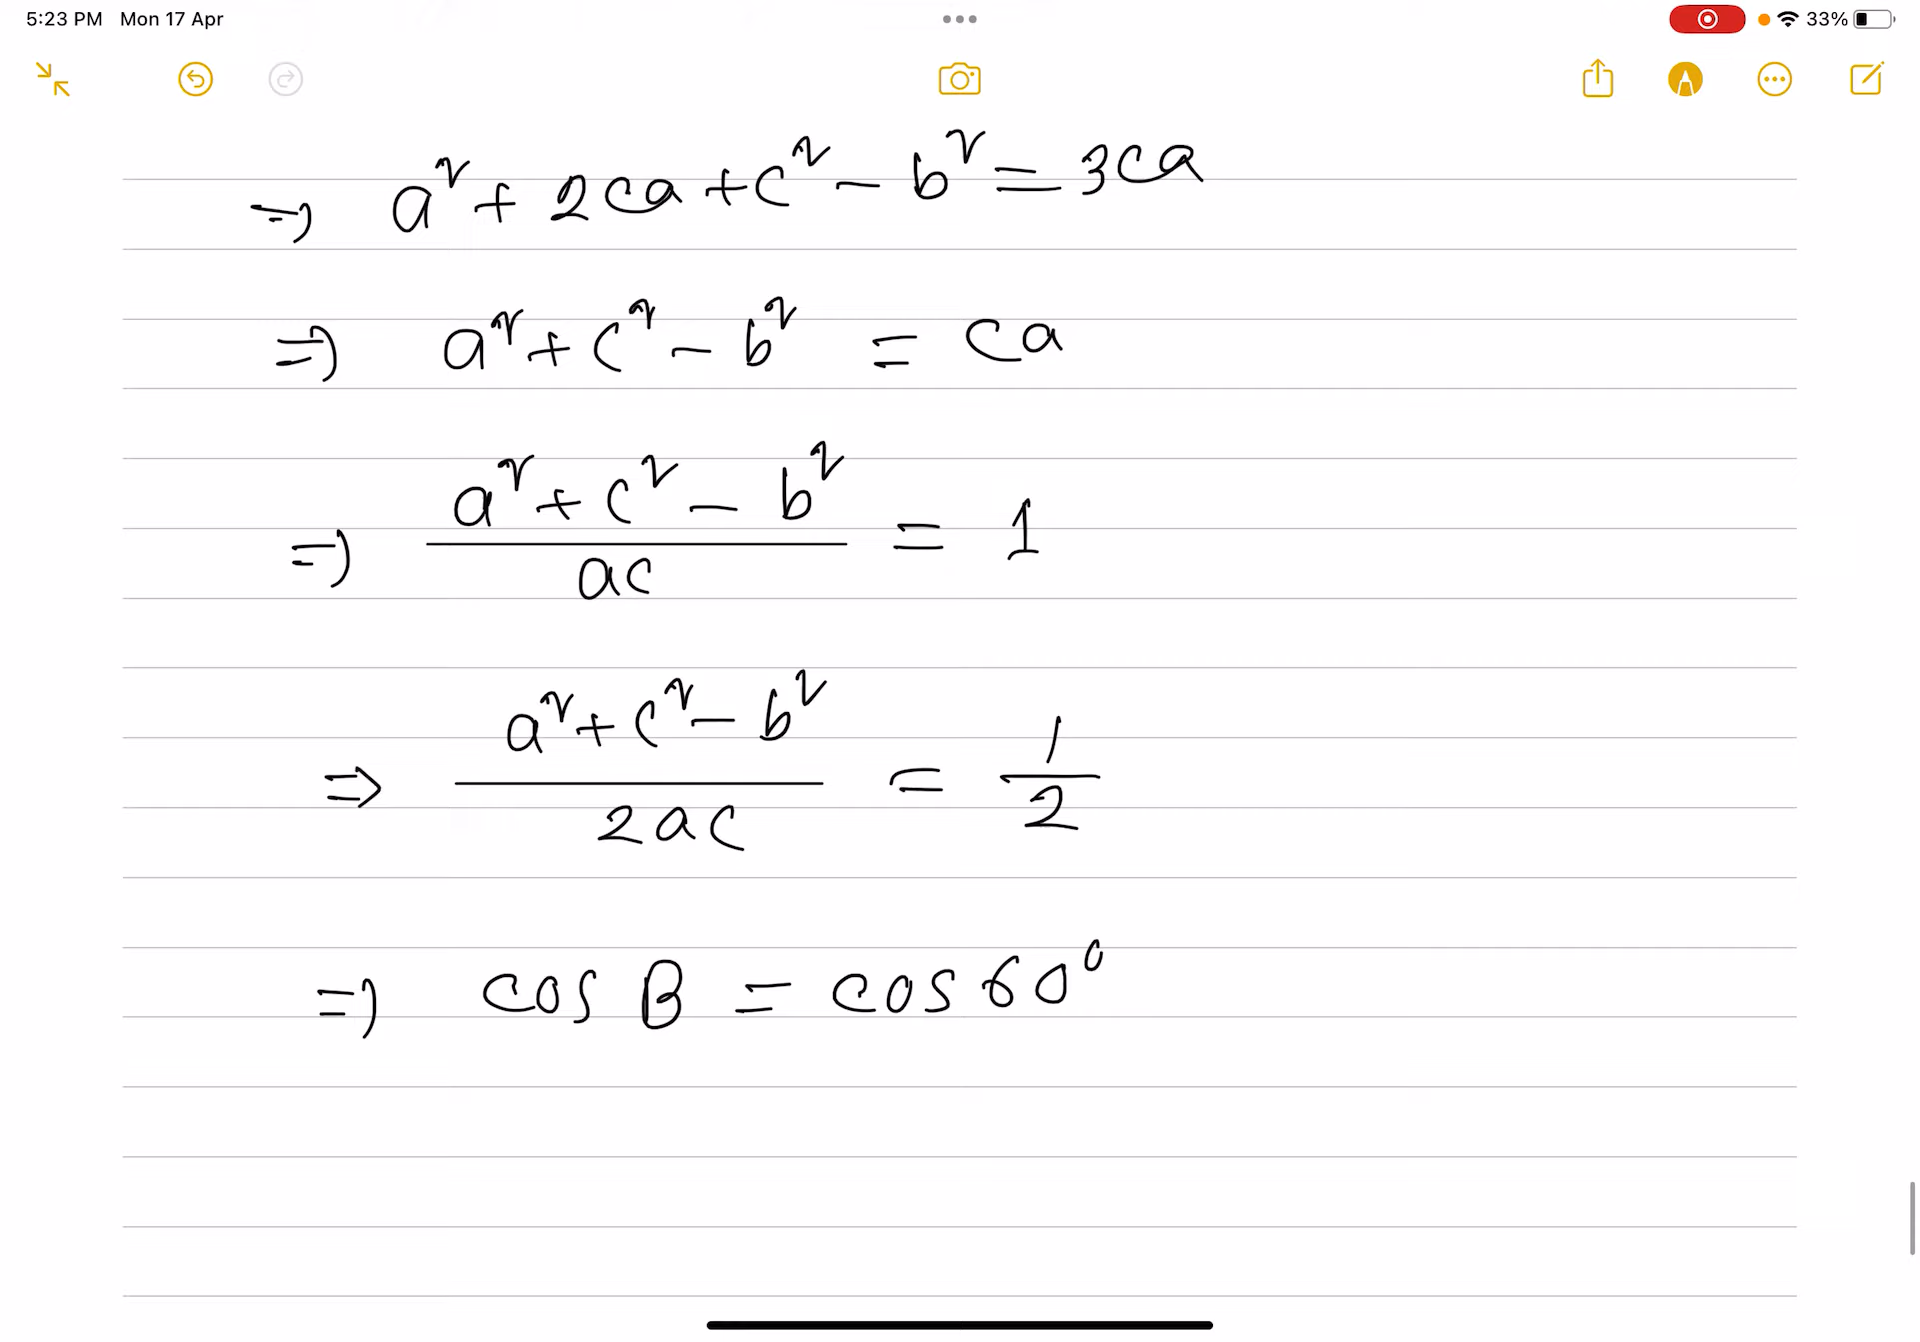 5:23 PM Mon 17 Apr
33%
⇒ a² + 2ca + c² − b² = 3ca
⇒ a² + c² − b² = ca
⇒ (a² + c² − b²)/ac = 1
⇒ (a² + c² − b²)/2ac = 1/2
⇒ cos B = cos 60°